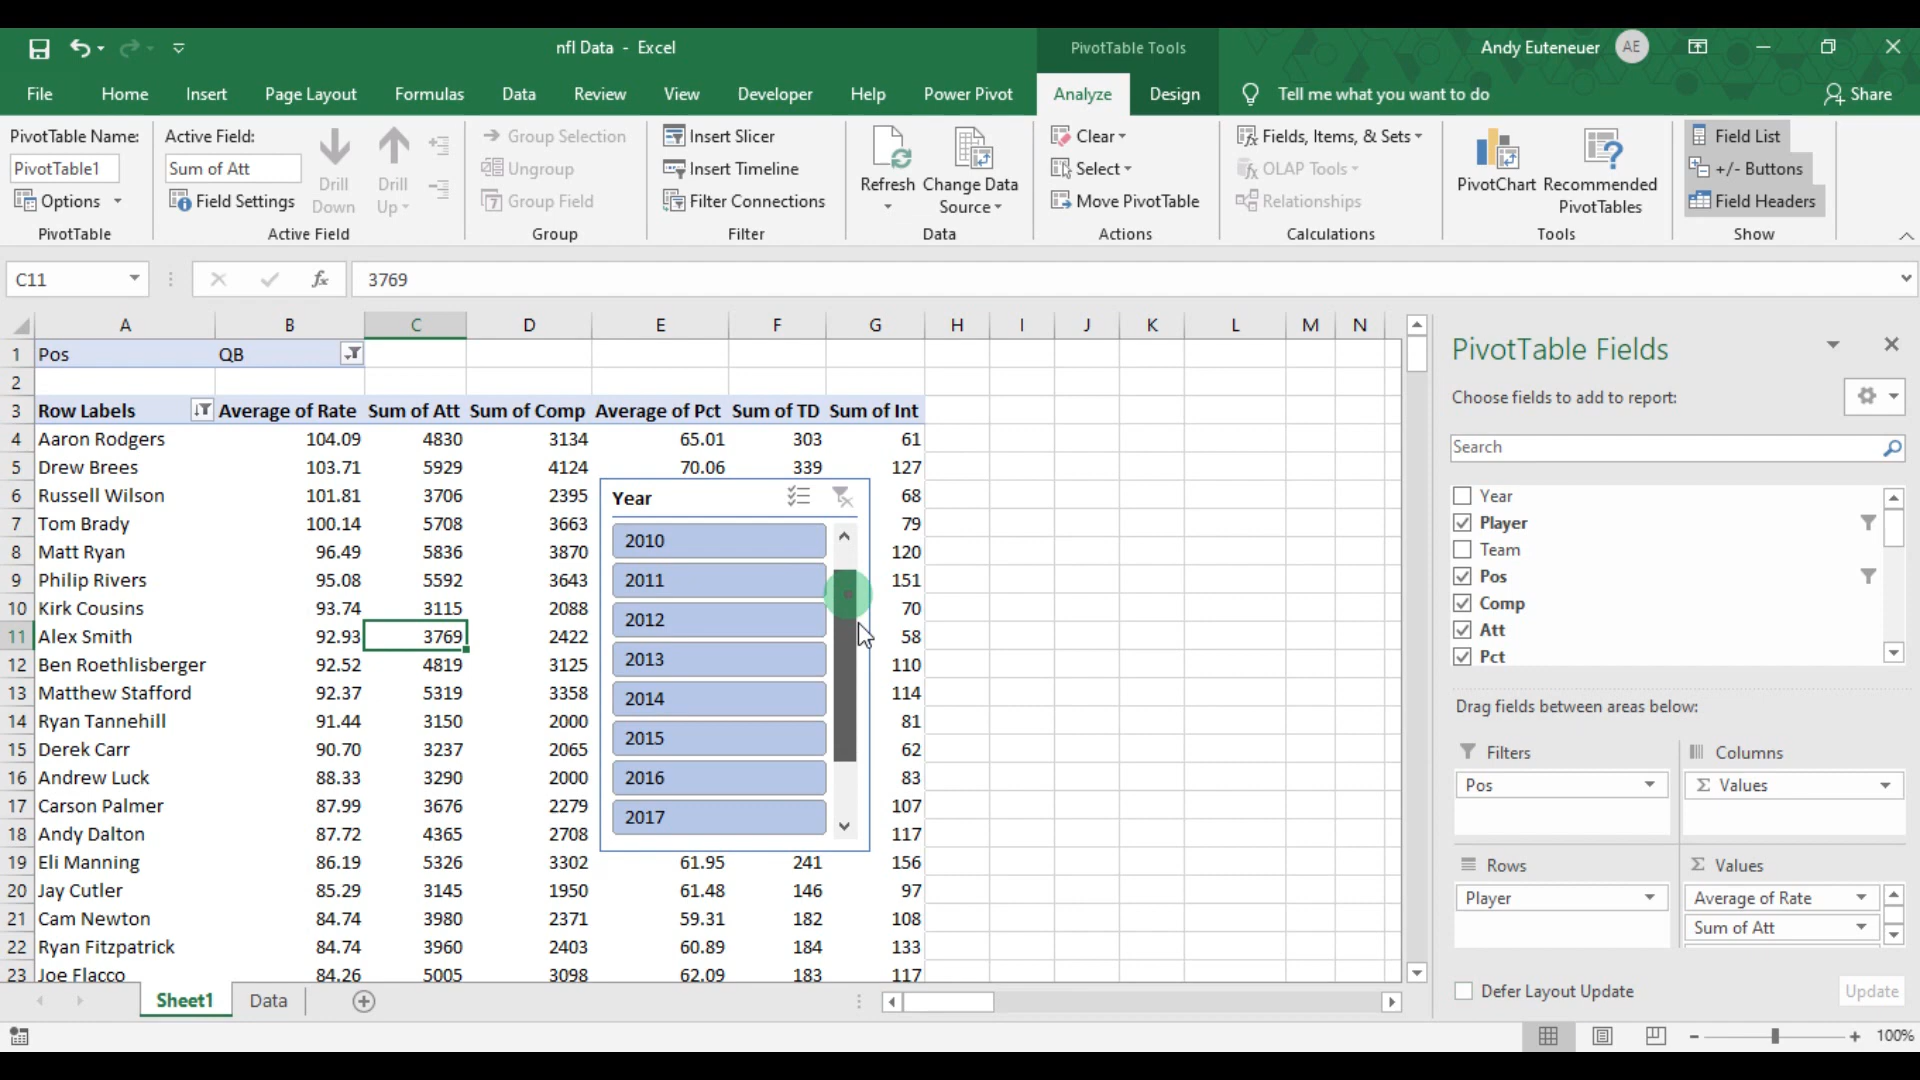 nfl Data - Excel
PivotTable Tools
Andy Euteneuer
AE
File Home Insert Page Layout Formulas Data Review View Developer Help Power Pivot Analyze Design Tell me what you want to do Share
PivotTable Name:
PivotTable1
Options
PivotTable
Active Field:
Sum of Att
Field Settings
Drill Down
Drill Up
Active Field
Group Selection
Ungroup
Group Field
Group
Insert Slicer
Insert Timeline
Filter Connections
Filter
Refresh
Change Data Source
Data
Clear
Select
Move PivotTable
Actions
Fields, Items, & Sets
OLAP Tools
Relationships
Calculations
PivotChart
Recommended PivotTables
Tools
Field List
+/- Buttons
Field Headers
Show
C11
fx
3769
A B C D E F G H I J K L M N
1 Pos QB
2
3 Row Labels Average of Rate Sum of Att Sum of Comp Average of Pct Sum of TD Sum of Int
4 Aaron Rodgers 104.09 4830 3134 65.01 303 61
5 Drew Brees 103.71 5929 4124 70.06 339 127
6 Russell Wilson 101.81 3706 2395 68
7 Tom Brady 100.14 5708 3663 79
8 Matt Ryan 96.49 5836 3870 120
9 Philip Rivers 95.08 5592 3643 151
10 Kirk Cousins 93.74 3115 2088 70
11 Alex Smith 92.93 3769 2422 58
12 Ben Roethlisberger 92.52 4819 3125 110
13 Matthew Stafford 92.37 5319 3358 114
14 Ryan Tannehill 91.44 3150 2000 81
15 Derek Carr 90.70 3237 2065 62
16 Andrew Luck 88.33 3290 2000 83
17 Carson Palmer 87.99 3676 2279 107
18 Andy Dalton 87.72 4365 2708 117
19 Eli Manning 86.19 5326 3302 61.95 241 156
20 Jay Cutler 85.29 3145 1950 61.48 146 97
21 Cam Newton 84.74 3980 2371 59.31 182 108
22 Ryan Fitzpatrick 84.74 3960 2403 60.89 184 133
23 Joe Flacco 84.26 5005 3098 62.09 183 117
Year
2010
2011
2012
2013
2014
2015
2016
2017
Sheet1 Data
PivotTable Fields
Choose fields to add to report:
Search
Year
Player
Team
Pos
Comp
Att
Pct
Drag fields between areas below:
Filters
Pos
Columns
Σ Values
Rows
Player
Σ Values
Average of Rate
Sum of Att
Defer Layout Update
Update
100%